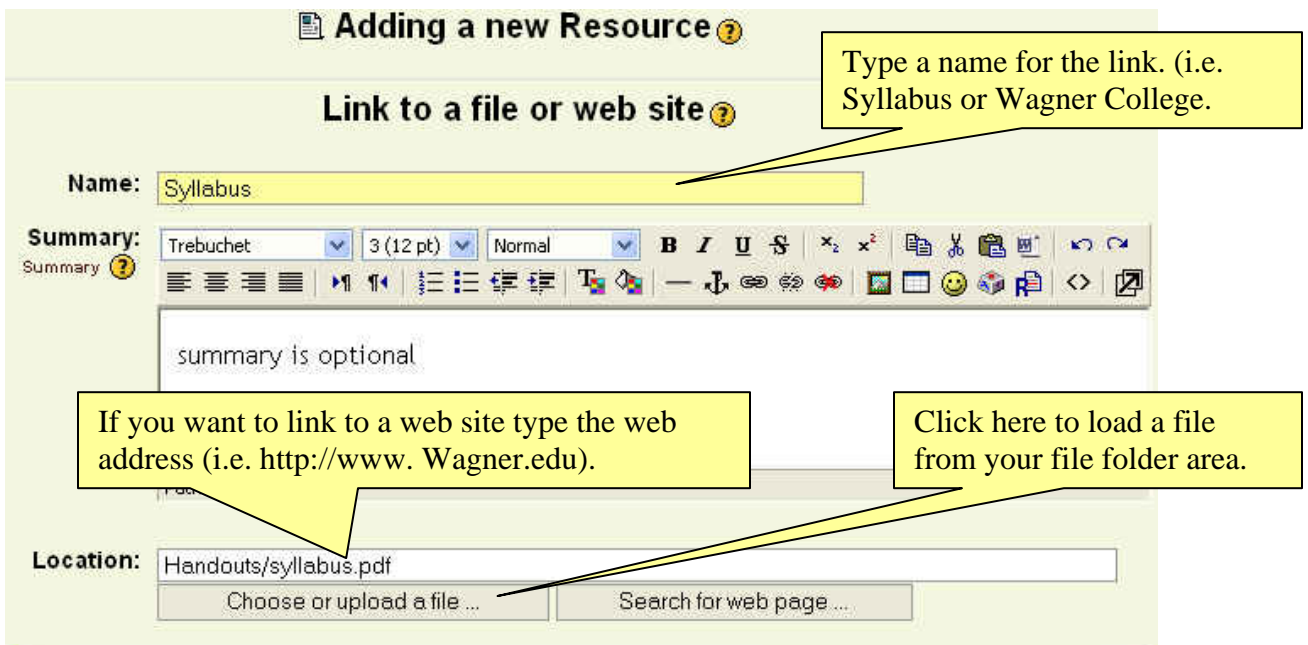 Adding a new Resource
Type a name for the link. (i.e.
Syllabus or Wagner College.
Link to a file or web site
Name:
Syllabus
Summary:
Summary
Trebuchet 3 (12 pt) Normal B I U S x₂ x²
summary is optional
If you want to link to a web site type the web
address (i.e. http://www. Wagner.edu).
Click here to load a file
from your file folder area.
Location:
Handouts/syllabus.pdf
Choose or upload a file ...
Search for web page ...